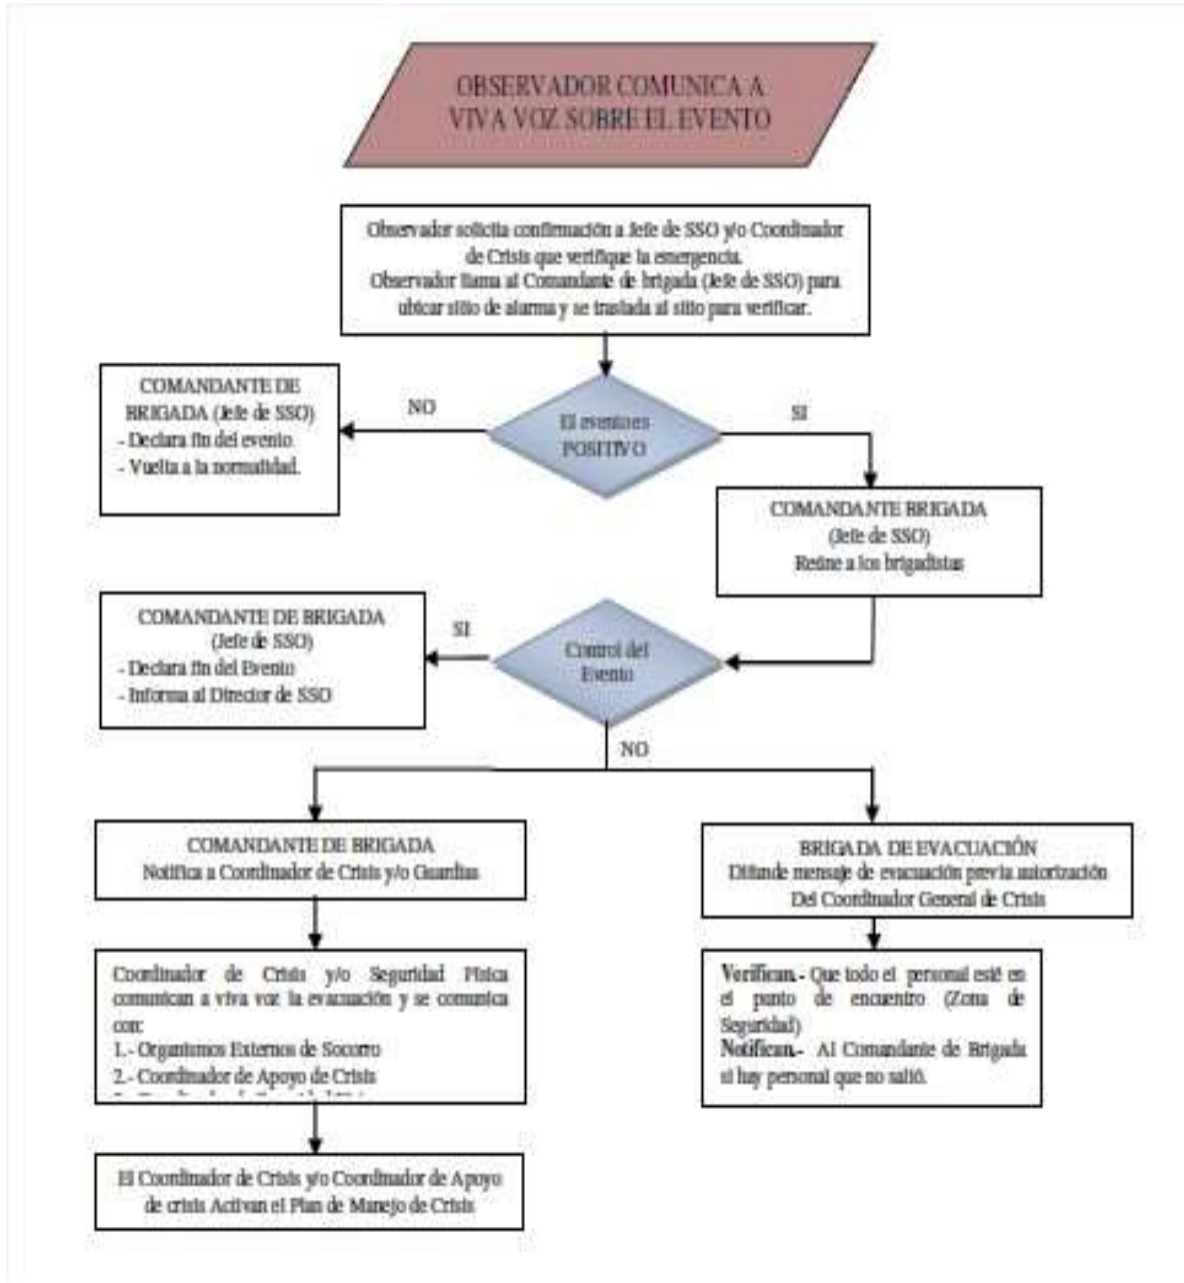 OBSERVADOR COMUNICA A
VIVA VOZ SOBRE EL EVENTO
Observador solicita confirmación a Jefe de SSO y/o Coordinador
de Crisis que verifique la emergencia.
Observador llama al Comandante de brigada (Jefe de SSO) para
ubicar sitio de alarma y se traslada al sitio para verificar.
El evento es
POSITIVO
NO
SI
COMANDANTE DE
BRIGADA (Jefe de SSO)
- Declara fin del evento
- Vuelta a la normalidad.
COMANDANTE BRIGADA
(Jefe de SSO)
Reúne a los brigadistas
Control del
Evento
SI
COMANDANTE DE BRIGADA
(Jefe de SSO)
- Declara fin del Evento
- Informa al Director de SSO
NO
COMANDANTE DE BRIGADA
Notifica a Coordinador de Crisis y/o Guardias
Coordinador de Crisis y/o Seguridad Física
comunican a viva voz la evacuación y se comunica
con:
1.- Organismos Externos de Socorro
2.- Coordinador de Apoyo de Crisis
El Coordinador de Crisis y/o Coordinador de Apoyo
de crisis Activan el Plan de Manejo de Crisis
BRIGADA DE EVACUACIÓN
Difunde mensaje de evacuación previa autorización
Del Coordinador General de Crisis
Verifican.- Que todo el personal esté en
el punto de encuentro (Zona de
Seguridad)
Notifican.- Al Comandante de Brigada
si hay personal que no salió.